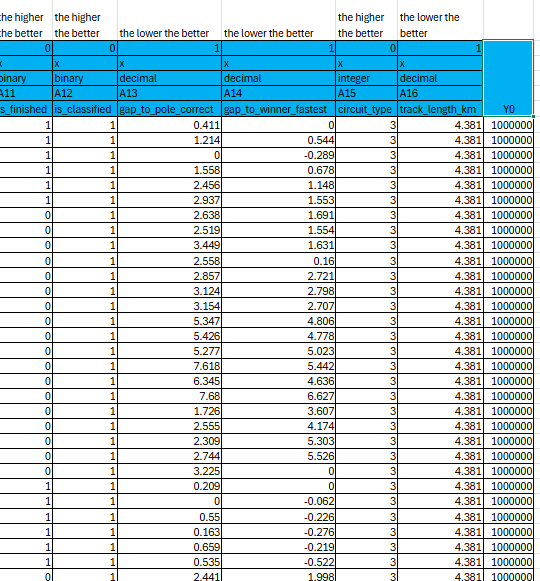 the higher the higher the higher the lower the
the better the better the lower the better the lower the better the better better
0 0 1 1 0 1
x x x x x
binary binary decimal decimal integer decimal
A11 A12 A13 A14 A15 A16
is_finished is_classified gap_to_pole_correct gap_to_winner_fastest circuit_type track_length_km Y0
1 1 0.411 0 3 4.381 1000000
1 1 1.214 0.544 3 4.381 1000000
1 1 0 -0.289 3 4.381 1000000
1 1 1.558 0.678 3 4.381 1000000
1 1 2.456 1.148 3 4.381 1000000
1 1 2.937 1.553 3 4.381 1000000
0 1 2.638 1.691 3 4.381 1000000
0 1 2.519 1.554 3 4.381 1000000
0 1 3.449 1.631 3 4.381 1000000
0 1 2.558 0.16 3 4.381 1000000
0 1 2.857 2.721 3 4.381 1000000
0 1 3.124 2.798 3 4.381 1000000
0 1 3.154 2.707 3 4.381 1000000
0 1 5.347 4.806 3 4.381 1000000
0 1 5.426 4.778 3 4.381 1000000
0 1 5.277 5.023 3 4.381 1000000
0 1 7.618 5.442 3 4.381 1000000
0 1 6.345 4.636 3 4.381 1000000
0 1 7.68 6.627 3 4.381 1000000
0 1 1.726 3.607 3 4.381 1000000
0 1 2.555 4.174 3 4.381 1000000
0 1 2.309 5.303 3 4.381 1000000
0 1 2.744 5.526 3 4.381 1000000
0 1 3.225 0 3 4.381 1000000
1 1 0.209 0 3 4.381 1000000
1 1 0 -0.062 3 4.381 1000000
1 1 0.55 -0.226 3 4.381 1000000
1 1 0.163 -0.276 3 4.381 1000000
1 1 0.659 -0.219 3 4.381 1000000
1 1 0.535 -0.522 3 4.381 1000000
0 1 2.441 1.998 3 4.381 1000000